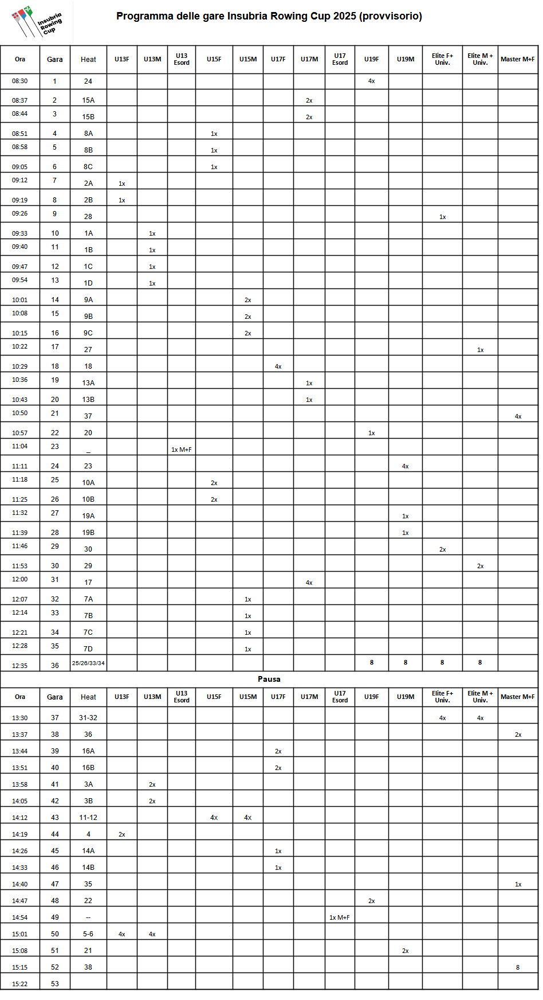 Insubria
Rowing
Cup
Programma delle gare Insubria Rowing Cup 2025 (provvisorio)
Ora Gara Heat U13F U13M U13 Esord U15F U15M U17F U17M U17 Esord U19F U19M Elite F+ Univ. Elite M + Univ. Master M+F
08:30 1 24 4x
08:37 2 15A 2x
08:44 3 15B 2x
08:51 4 8A 1x
08:58 5 8B 1x
09:05 6 8C 1x
09:12 7 2A 1x
09:19 8 2B 1x
09:26 9 28 1x
09:33 10 1A 1x
09:40 11 1B 1x
09:47 12 1C 1x
09:54 13 1D 1x
10:01 14 9A 2x
10:08 15 9B 2x
10:15 16 9C 2x
10:22 17 27 1x
10:29 18 18 4x
10:36 19 13A 1x
10:43 20 13B 1x
10:50 21 37 4x
10:57 22 20 1x
11:04 23 _ 1x M+F
11:11 24 23 4x
11:18 25 10A 2x
11:25 26 10B 2x
11:32 27 19A 1x
11:39 28 19B 1x
11:46 29 30 2x
11:53 30 29 2x
12:00 31 17 4x
12:07 32 7A 1x
12:14 33 7B 1x
12:21 34 7C 1x
12:28 35 7D 1x
12:35 36 25/26/33/34 8 8 8 8
Pausa
Ora Gara Heat U13F U13M U13 Esord U15F U15M U17F U17M U17 Esord U19F U19M Elite F+ Univ. Elite M + Univ. Master M+F
13:30 37 31-32 4x 4x
13:37 38 36 2x
13:44 39 16A 2x
13:51 40 16B 2x
13:58 41 3A 2x
14:05 42 3B 2x
14:12 43 11-12 4x 4x
14:19 44 4 2x
14:26 45 14A 1x
14:33 46 14B 1x
14:40 47 35 1x
14:47 48 22 2x
14:54 49 -- 1x M+F
15:01 50 5-6 4x 4x
15:08 51 21 2x
15:15 52 38 8
15:22 53